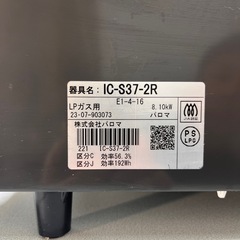 器具名：IC-S37-2R
E1-4-16
LPガス用 8.10kW
23-07-903073 パロマ
株式会社パロマ
221 IC-S37-2R
区分C 効率56.3%
区分J 効率192Wh
PS
LPG